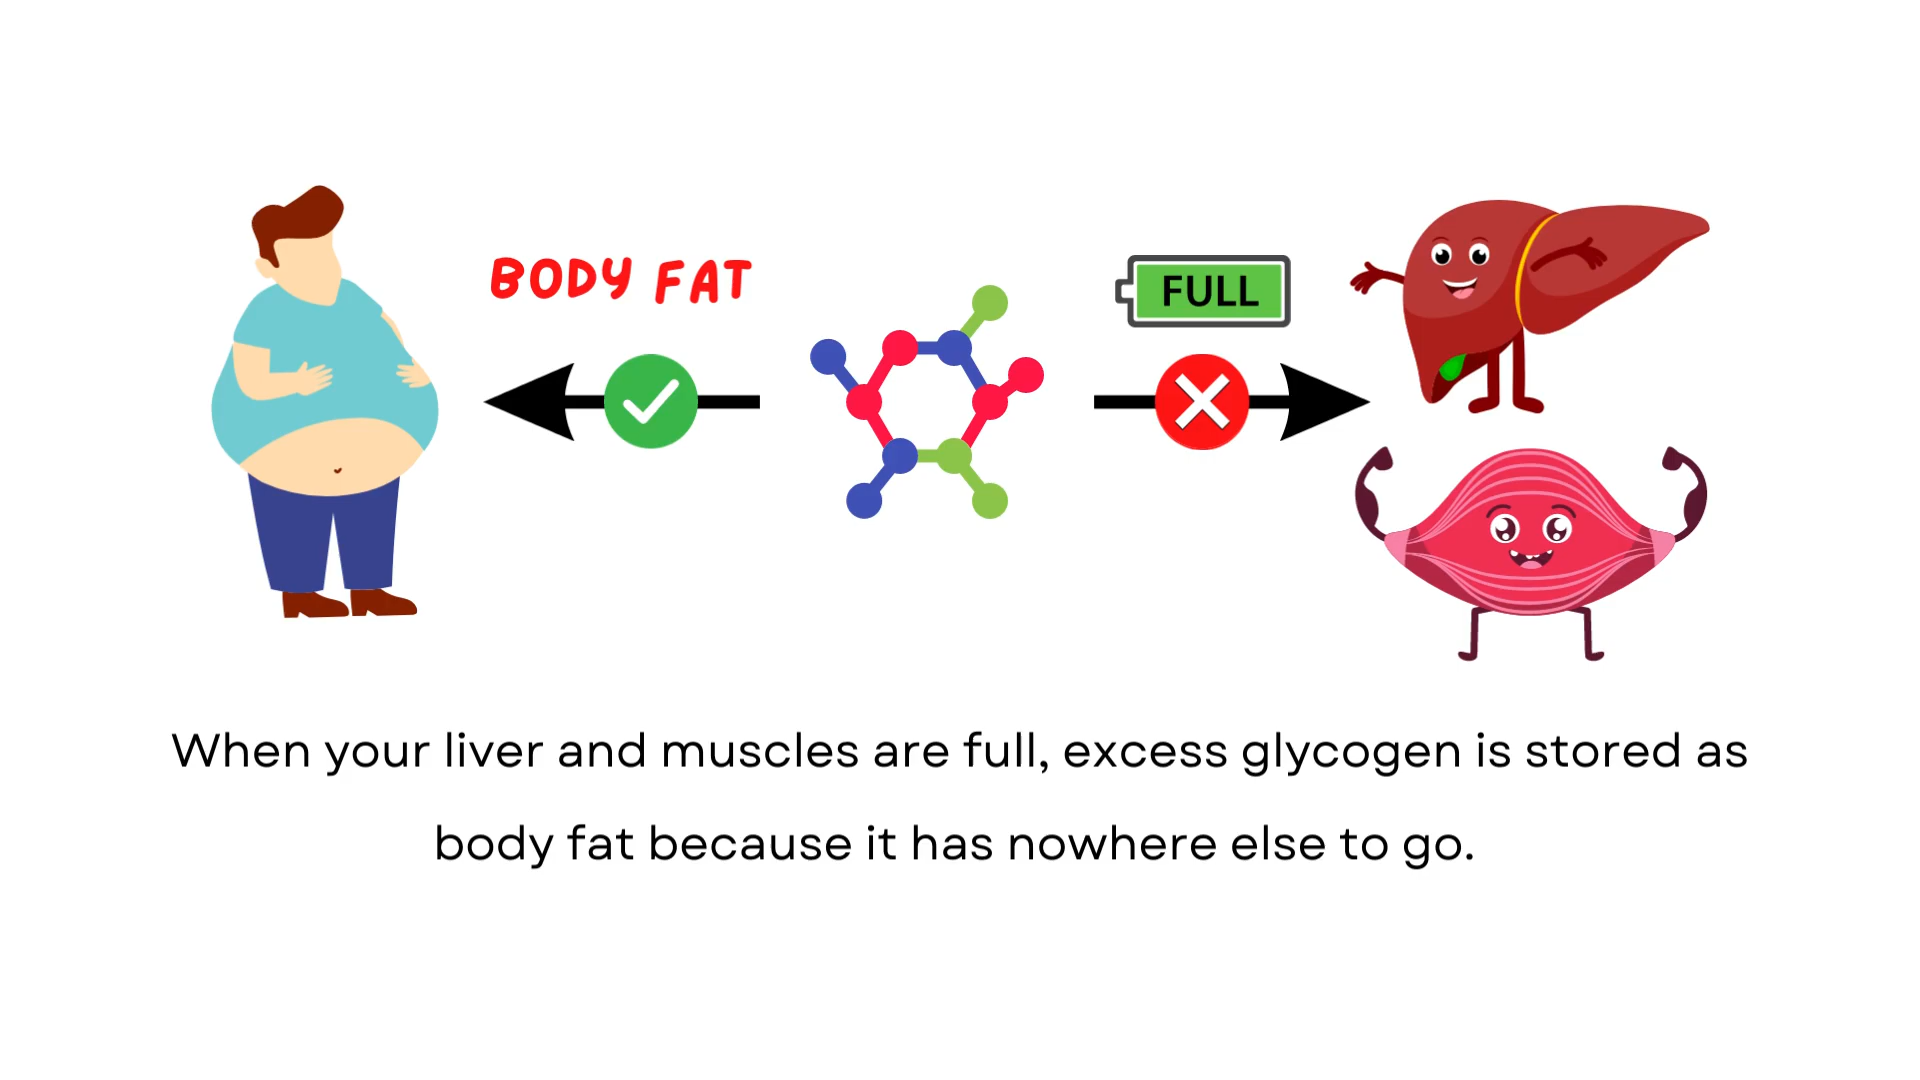 BODY FAT
FULL
When your liver and muscles are full, excess glycogen is stored as
body fat because it has nowhere else to go.